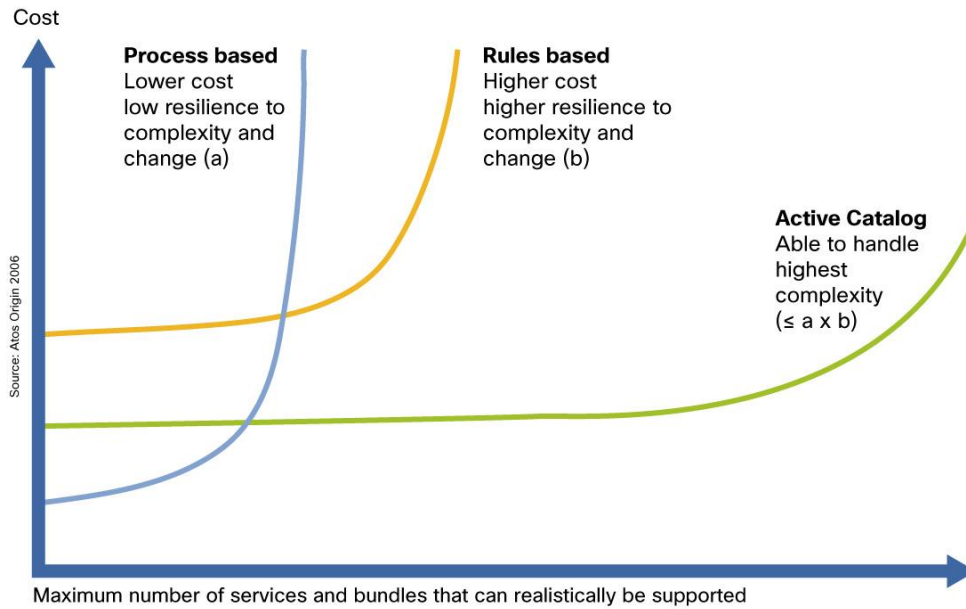 Cost
Process based
Lower cost
low resilience to
complexity and
change (a)
Rules based
Higher cost
higher resilience to
complexity and
change (b)
Active Catalog
Able to handle
highest
complexity
(≤ a x b)
Source: Atos Origin 2006
Maximum number of services and bundles that can realistically be supported